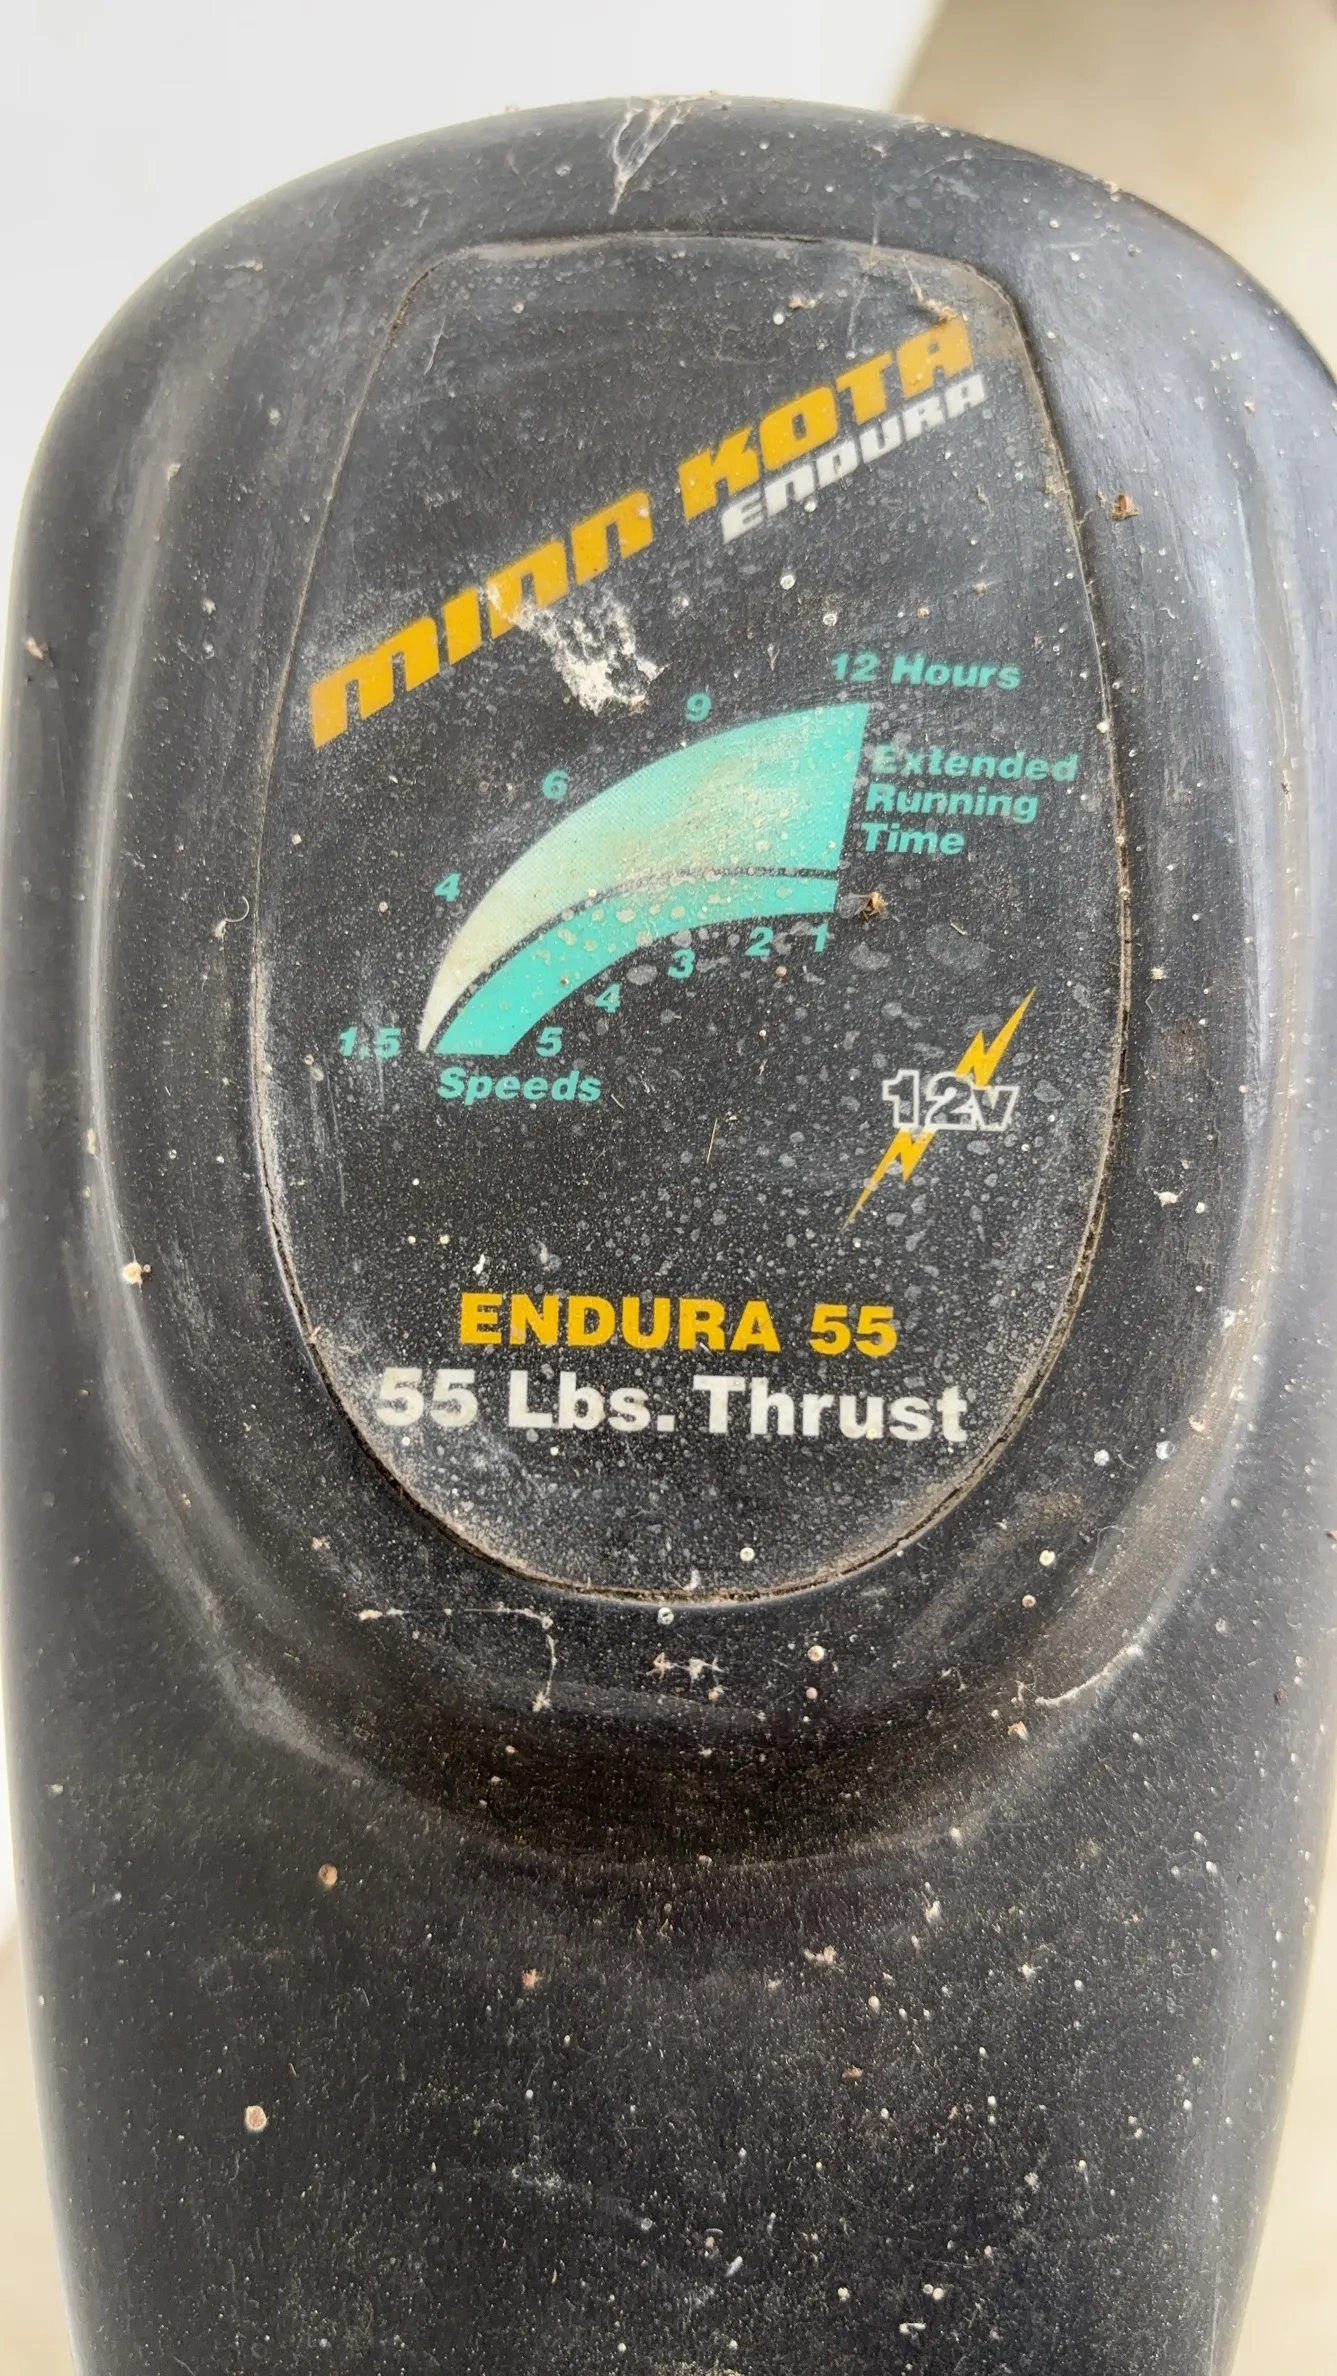 MINN KOTA
ENDURA
12 Hours
9
6
4
1.5
Extended
Running
Time
1
2
3
4
5
Speeds
12V
ENDURA 55
55 Lbs. Thrust